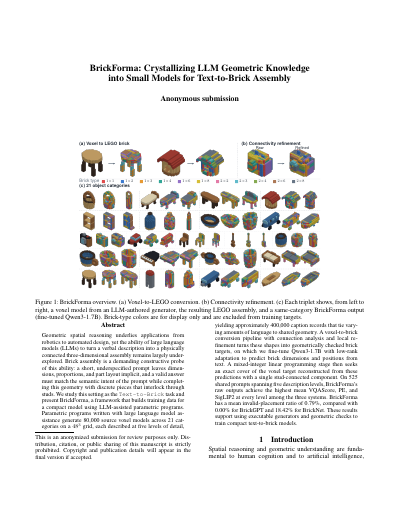 BrickForma: Crystallizing LLM Geometric Knowledge
into Small Models for Text-to-Brick Assembly
Anonymous submission
(a) Voxel to LEGO brick
(b) Connectivity refinement
Raw
Refined
Brick type
(c) 21 object categories
Figure 1: BrickForma overview. (a) Voxel-to-LEGO conversion. (b) Connectivity refinement. (c) Each triplet shows, from left to
right, a voxel model from an LLM-authored generator, the resulting LEGO assembly, and a same-category BrickForma output
(fine-tuned Qwen3-1.7B). Brick-type colors are for display only and are excluded from training targets.
Abstract
Geometric spatial reasoning underlies applications from
robotics to automated design, yet the ability of large language
models (LLMs) to turn a verbal description into a physically
connected three-dimensional assembly remains largely under-
explored. Brick assembly is a demanding constructive probe
of this ability: a short, underspecified prompt leaves dimen-
sions, proportions, and part layout implicit, and a valid answer
must match the semantic intent of the prompt while complet-
ing this geometry with discrete pieces that interlock through
studs. We study this setting as the Text-to-Brick task and
present BrickForma, a framework that builds training data for
a compact model using LLM-assisted parametric programs.
Parametric programs written with large language model as-
sistance generate 80,000 source voxel models across 21 cat-
egories on a 48³ grid, each described at five levels of detail,
yielding approximately 400,000 caption records that tie vary-
ing amounts of language to shared geometry. A voxel-to-brick
conversion pipeline with connection analysis and local re-
finement turns these shapes into geometrically checked brick
targets, on which we fine-tune Qwen3-1.7B with low-rank
adaptation to predict brick dimensions and positions from
text. A mixed-integer linear programming stage then seeks
an exact cover of the voxel target reconstructed from these
predictions with a single stud-connected component. On 525
shared prompts spanning five description levels, BrickForma's
raw outputs achieve the highest mean VQAScore, PE, and
SigLIP2 at every level among the three systems. BrickForma
has a mean invalid-placement ratio of 0.79%, compared with
0.00% for BrickGPT and 18.42% for BrickNet. These results
support using executable generators and geometric checks to
train compact text-to-brick models.
1 Introduction
Spatial reasoning and geometric understanding are funda-
mental to human cognition and to artificial intelligence,
This is an anonymized submission for review purposes only. Dis-
tribution, citation, or public sharing of this manuscript is strictly
prohibited. Copyright and publication details will appear in the
final version if accepted.